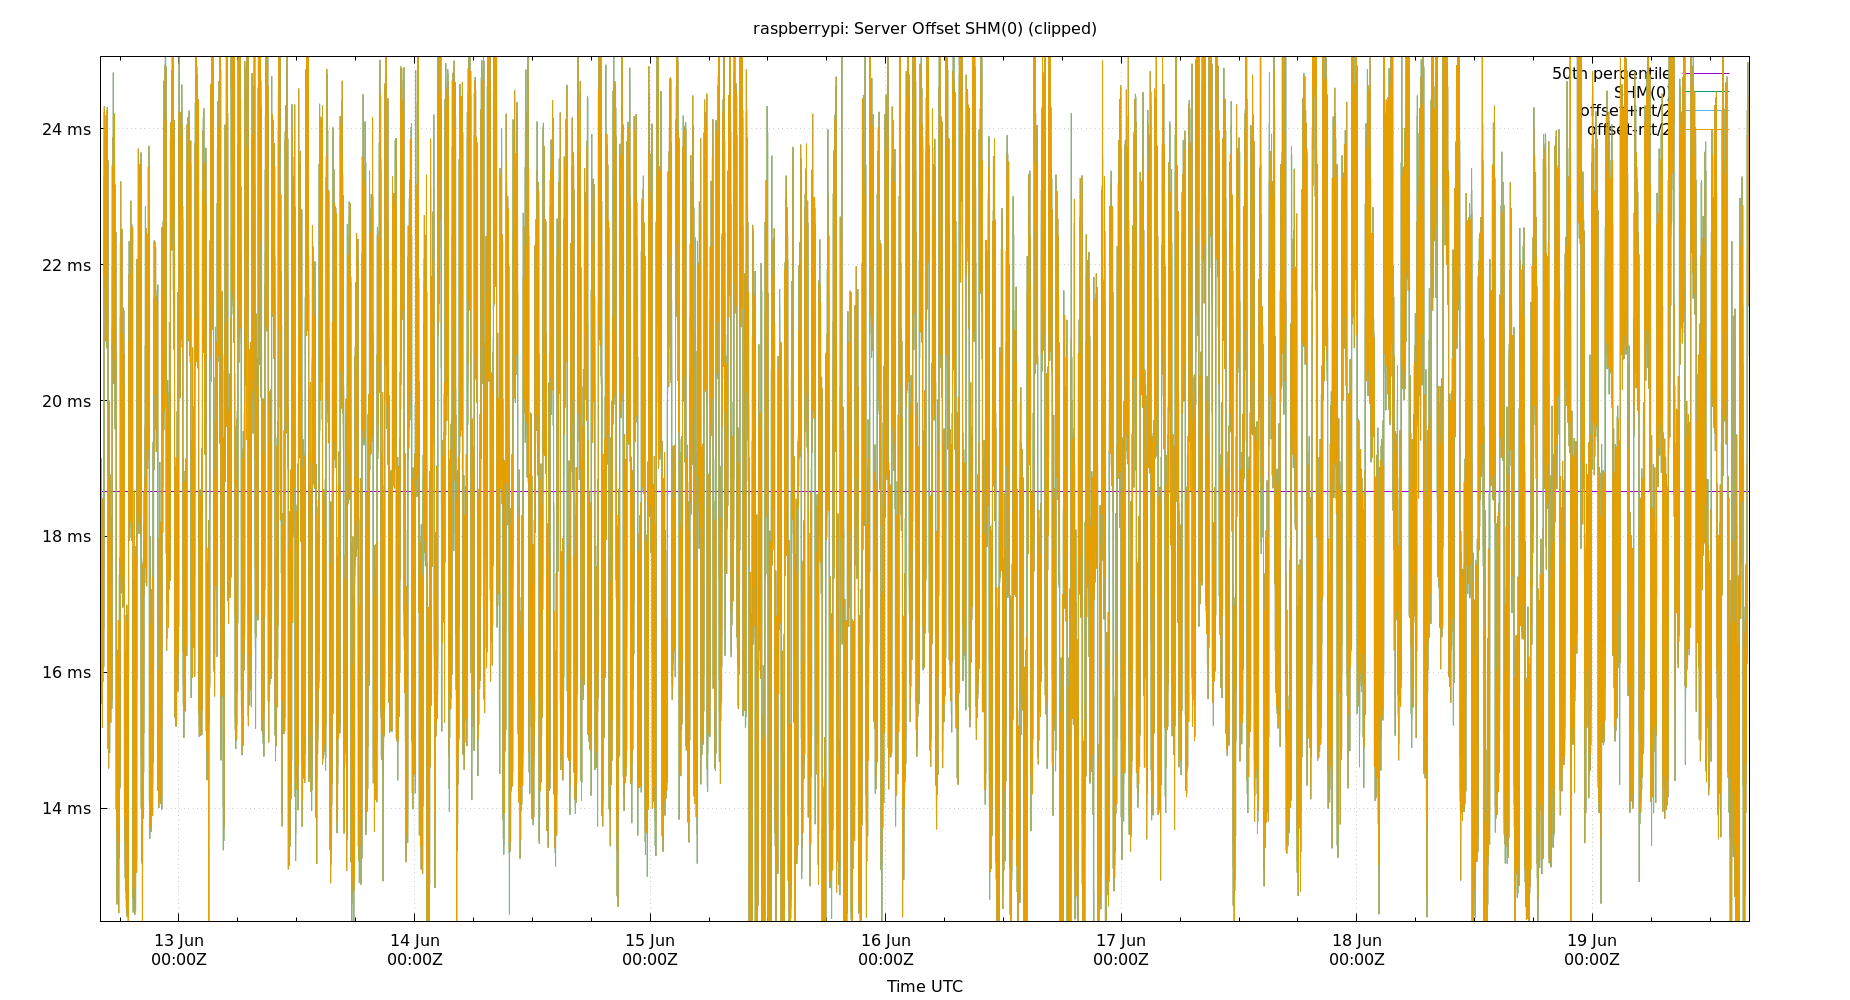 raspberrypi: Server Offset SHM(0) (clipped)
50th percentile
SHM(0)
offset+rtt/2
offset-rtt/2
24 ms
22 ms
20 ms
18 ms
16 ms
14 ms
13 Jun
00:00Z
14 Jun
00:00Z
15 Jun
00:00Z
16 Jun
00:00Z
17 Jun
00:00Z
18 Jun
00:00Z
19 Jun
00:00Z
Time UTC